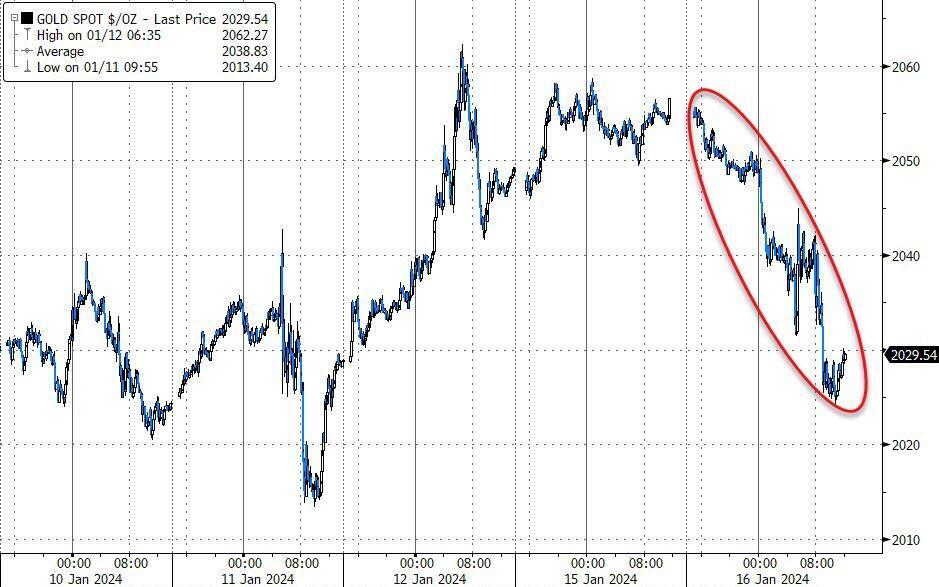 GOLD SPOT $/OZ - Last Price 2029.54
High on 01/12 06:35 2062.27
Average 2038.83
Low on 01/11 09:55 2013.40
2060
2050
2040
2029.54
2020
2010
00:00 08:00 00:00 08:00 00:00 08:00 00:00 08:00 00:00 08:00
10 Jan 2024 11 Jan 2024 12 Jan 2024 15 Jan 2024 16 Jan 2024